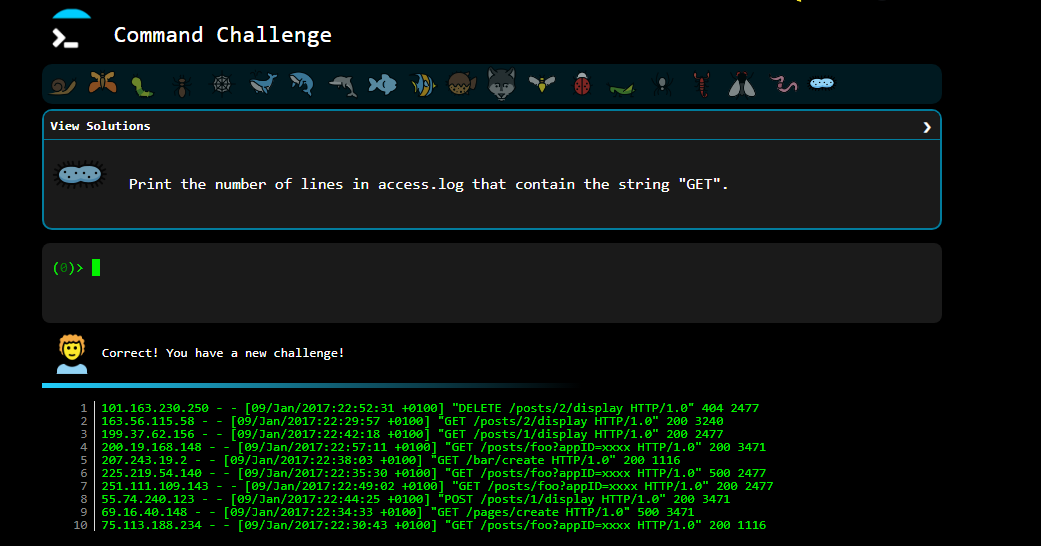 Command Challenge
View Solutions
Print the number of lines in access.log that contain the string "GET".
(0)>
Correct! You have a new challenge!
1 101.163.230.250 - - [09/Jan/2017:22:52:31 +0100] "DELETE /posts/2/display HTTP/1.0" 404 2477
2 163.56.115.58 - - [09/Jan/2017:22:29:57 +0100] "GET /posts/2/display HTTP/1.0" 200 3240
3 199.37.62.156 - - [09/Jan/2017:22:42:18 +0100] "GET /posts/1/display HTTP/1.0" 200 2477
4 200.19.168.148 - - [09/Jan/2017:22:57:11 +0100] "GET /posts/foo?appID=xxxx HTTP/1.0" 200 3471
5 207.243.19.2 - - [09/Jan/2017:22:38:03 +0100] "GET /bar/create HTTP/1.0" 200 1116
6 225.219.54.140 - - [09/Jan/2017:22:35:30 +0100] "GET /posts/foo?appID=xxxx HTTP/1.0" 500 2477
7 251.111.109.143 - - [09/Jan/2017:22:49:02 +0100] "GET /posts/foo?appID=xxxx HTTP/1.0" 200 2477
8 55.74.240.123 - - [09/Jan/2017:22:44:25 +0100] "POST /posts/1/display HTTP/1.0" 200 3471
9 69.16.40.148 - - [09/Jan/2017:22:34:33 +0100] "GET /pages/create HTTP/1.0" 500 3471
10 75.113.188.234 - - [09/Jan/2017:22:30:43 +0100] "GET /posts/foo?appID=xxxx HTTP/1.0" 200 1116